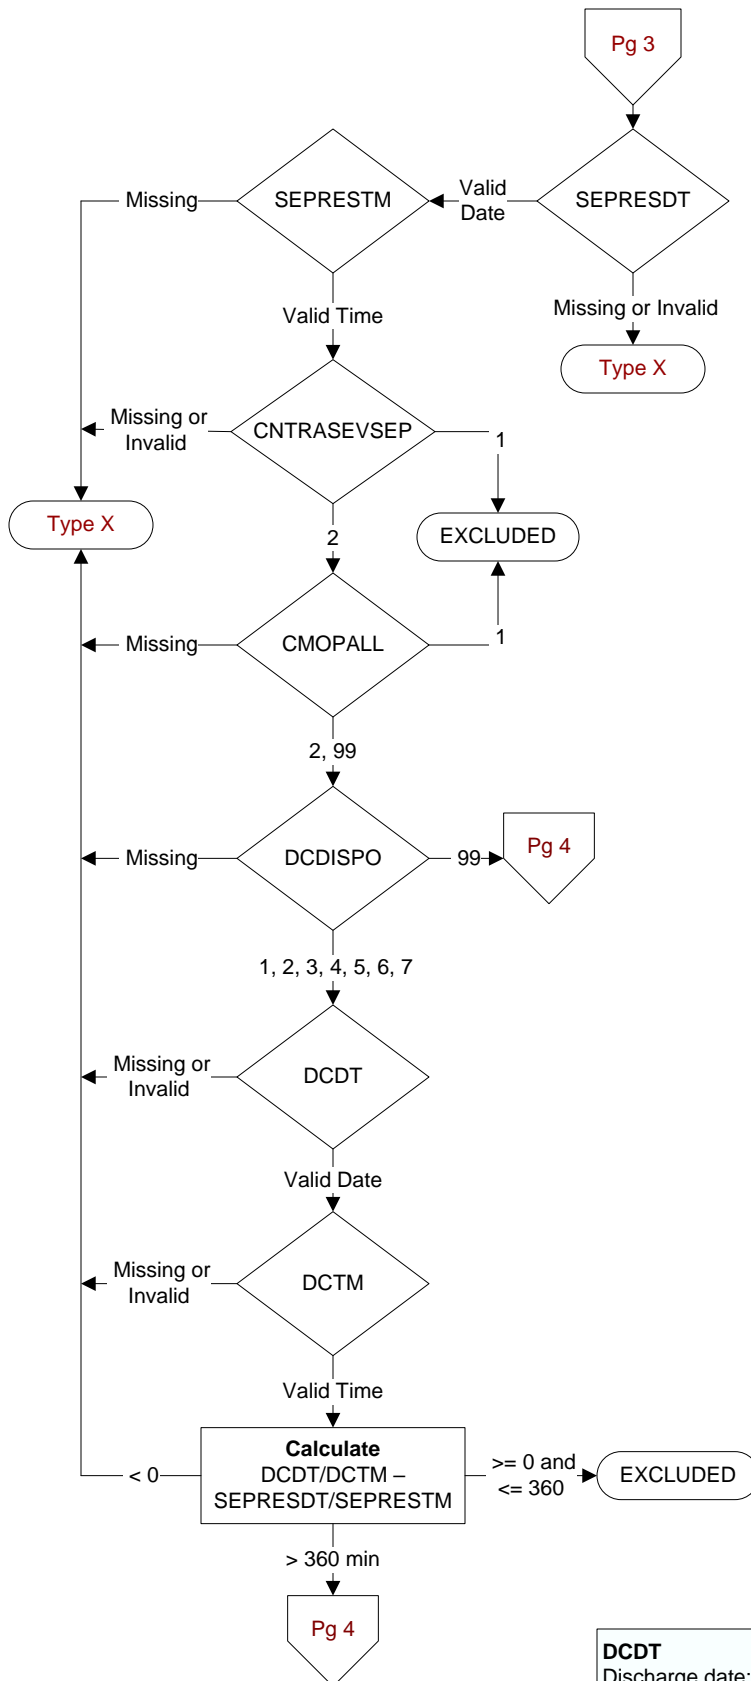 Pg 3
SEPRESTM
Valid
Date
SEPRESDT
Missing
Valid Time
Missing or Invalid
Type X
Missing or
Invalid
CNTRASEVSEP
1
Type X
2
EXCLUDED
Missing
CMOPALL
1
2, 99
Missing
DCDISPO
99
Pg 4
1, 2, 3, 4, 5, 6, 7
Missing or
Invalid
DCDT
Valid Date
Missing or
Invalid
DCTM
Valid Time
< 0
Calculate
DCDT/DCTM –
SEPRESDT/SEPRESTM
>= 0 and
<= 360
EXCLUDED
> 360 min
Pg 4
DCDT
Discharge date: